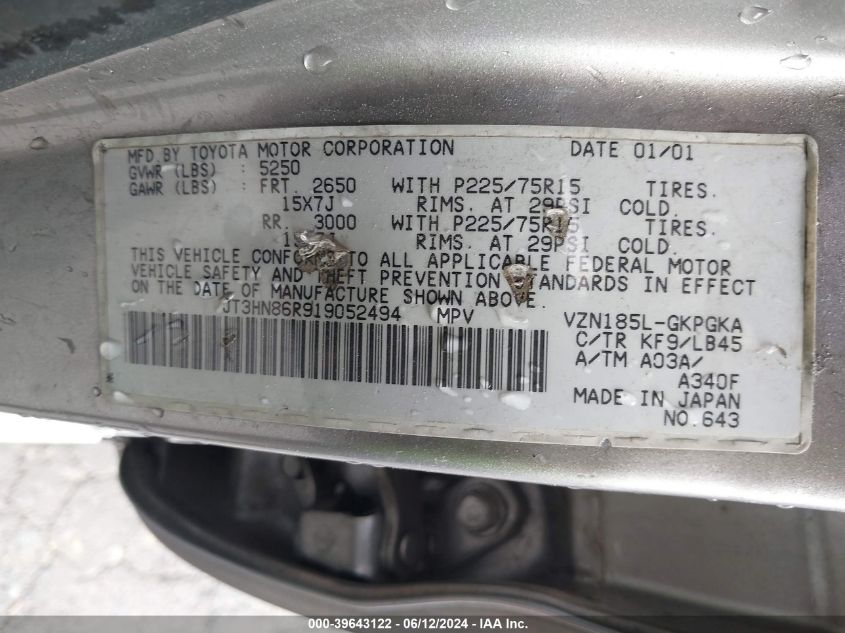 MFD.BY TOYOTA MOTOR CORPORATION DATE 01/01
GVWR (LBS) : 5250
GAWR (LBS) : FRT. 2650 WITH P225/75R15 TIRES.
15X7J RIMS. AT 29PSI COLD.
RR. 3000 WITH P225/75R15 TIRES.
RIMS. AT 29PSI COLD.
THIS VEHICLE CONFORMS TO ALL APPLICABLE FEDERAL MOTOR
VEHICLE SAFETY AND THEFT PREVENTION STANDARDS IN EFFECT
ON THE DATE OF MANUFACTURE SHOWN ABOVE.
JT3HN86R919052494 MPV VZN185L-GKPGKA
C/TR KF9/LB45
A/TM A03A/
A340F
MADE IN JAPAN
NO.643
000-39643122 - 06/12/2024 - IAA Inc.